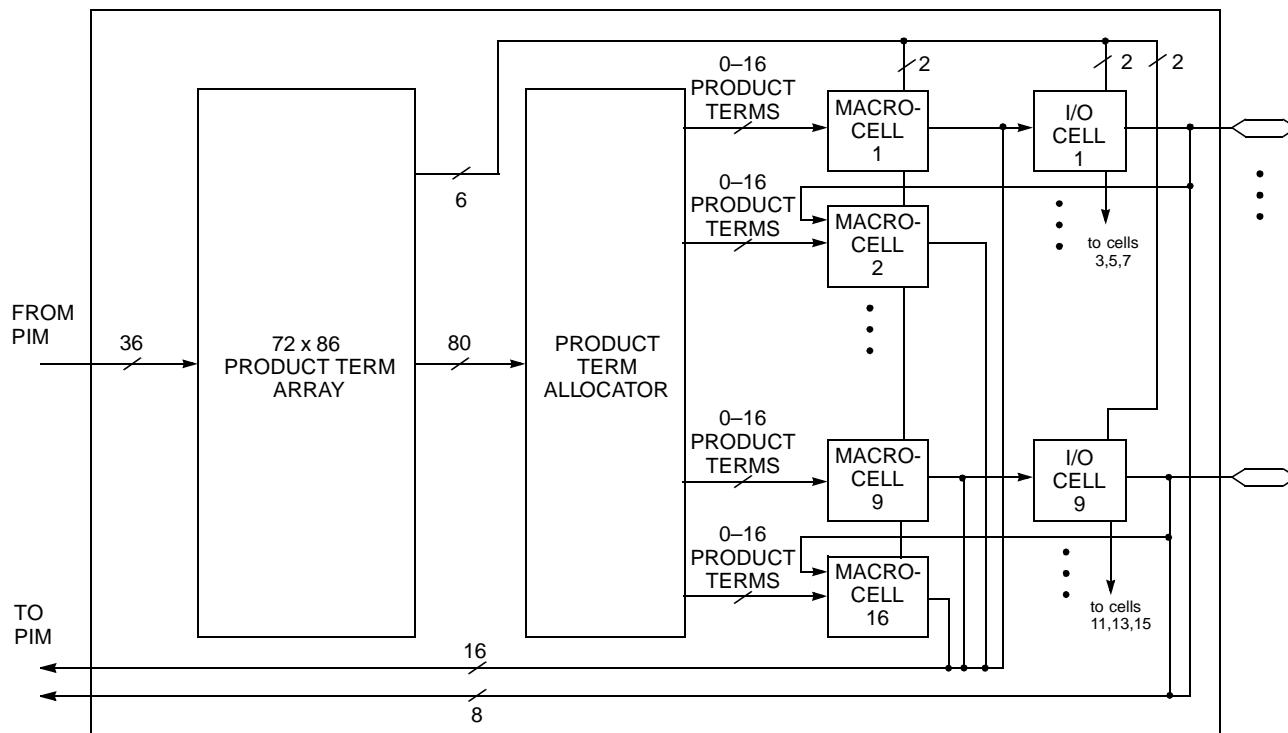 0–16
PRODUCT
TERMS
2
2
2
MACRO-
CELL
1
I/O
CELL
1
6
0–16
PRODUCT
TERMS
MACRO-
CELL
2
to cells
3,5,7
FROM
PIM
36
72 x 86
PRODUCT TERM
ARRAY
80
PRODUCT
TERM
ALLOCATOR
0–16
PRODUCT
TERMS
MACRO-
CELL
9
I/O
CELL
9
0–16
PRODUCT
TERMS
MACRO-
CELL
16
to cells
11,13,15
TO
PIM
16
8